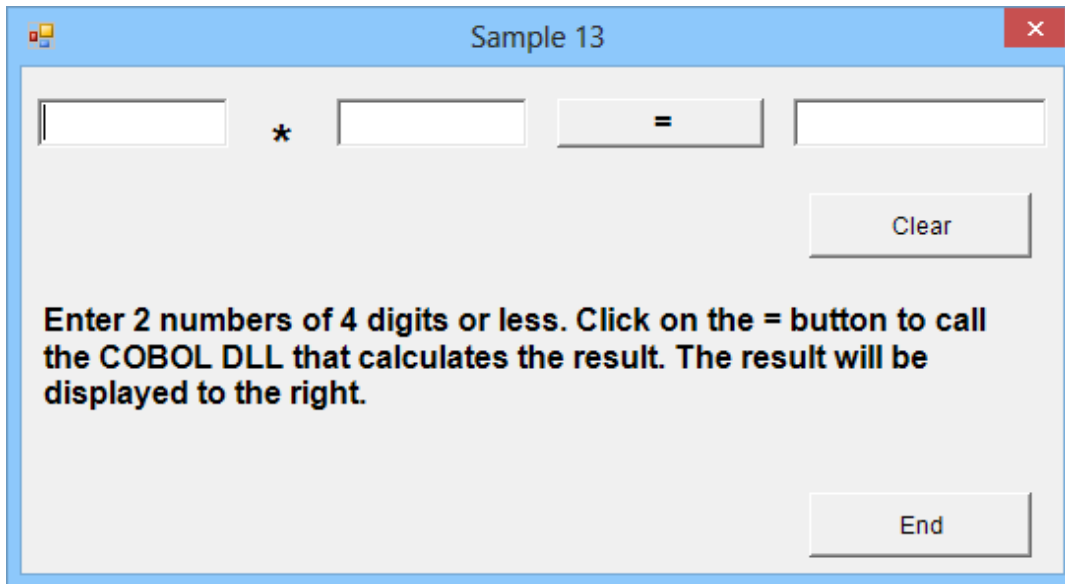 Sample 13
* =
Clear
Enter 2 numbers of 4 digits or less. Click on the = button to call
the COBOL DLL that calculates the result. The result will be
displayed to the right.
End